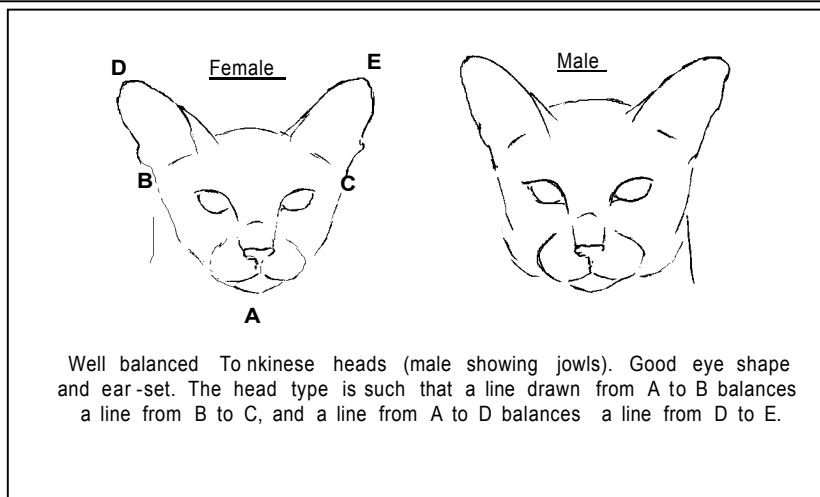 D Female E Male
B C
A
Well balanced To nkinese heads (male showing jowls). Good eye shape
and ear -set. The head type is such that a line drawn from A to B balances
a line from B to C, and a line from A to D balances a line from D to E.